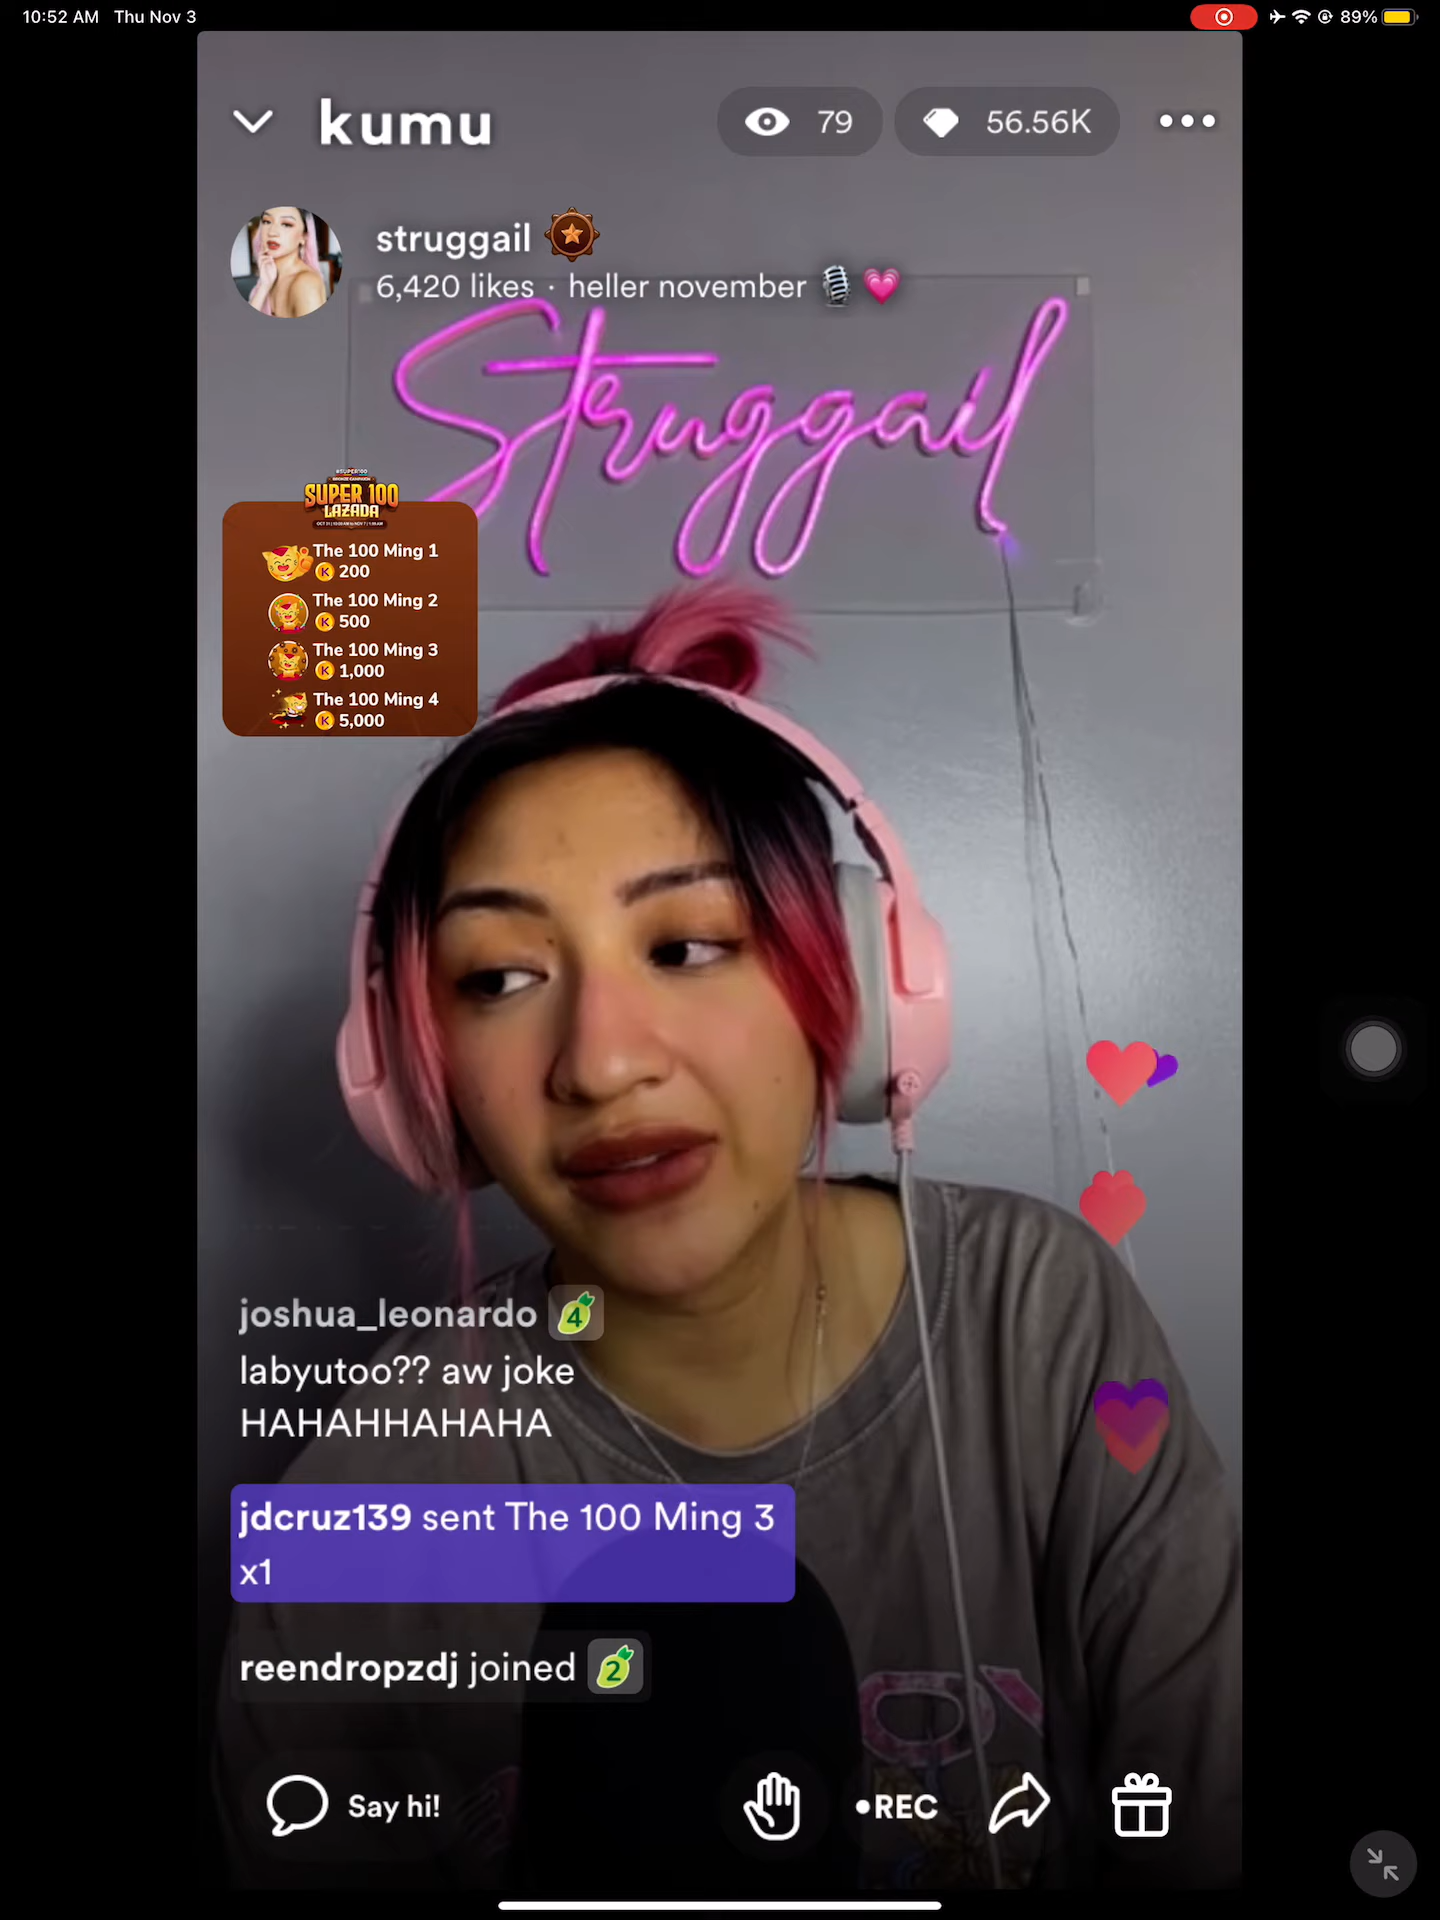 10:52 AM Thu Nov 3
89%
kumu
79
56.56K
struggail
6,420 likes · heller november
Struggail
#SUPER100
BRONZE CAMPAIGN
SUPER 100
LAZADA
The 100 Ming 1
K 200
The 100 Ming 2
K 500
The 100 Ming 3
K 1,000
The 100 Ming 4
K 5,000
joshua_leonardo 4
labyutoo?? aw joke
HAHAHHAHAHA
jdcruz139 sent The 100 Ming 3
x1
reendropzdj joined 2
Say hi!
REC